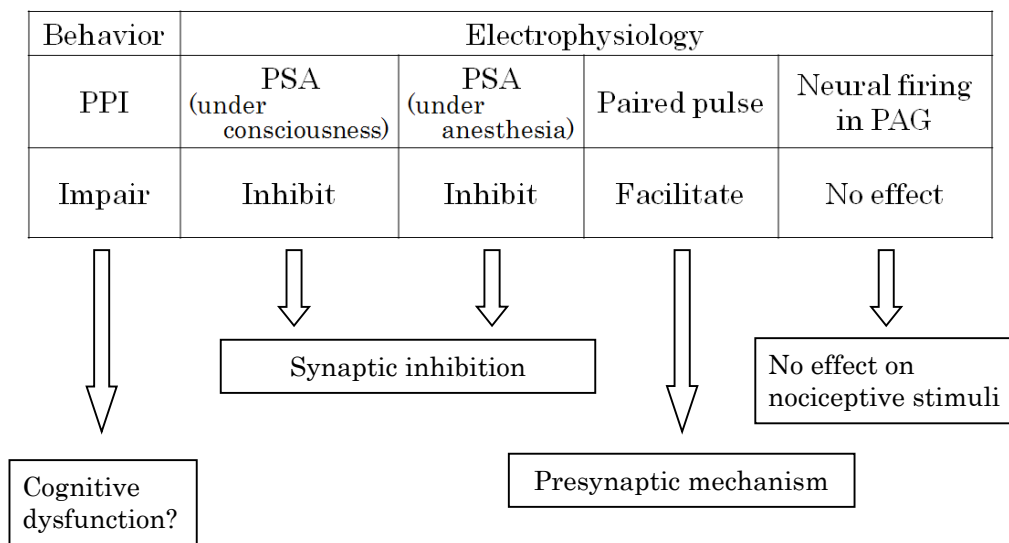 Behavior
Electrophysiology
PPI
PSA
(under
consciousness)
PSA
(under
anesthesia)
Paired pulse
Neural firing
in PAG
Impair
Inhibit
Inhibit
Facilitate
No effect
Synaptic inhibition
No effect on
nociceptive stimuli
Cognitive
dysfunction?
Presynaptic mechanism